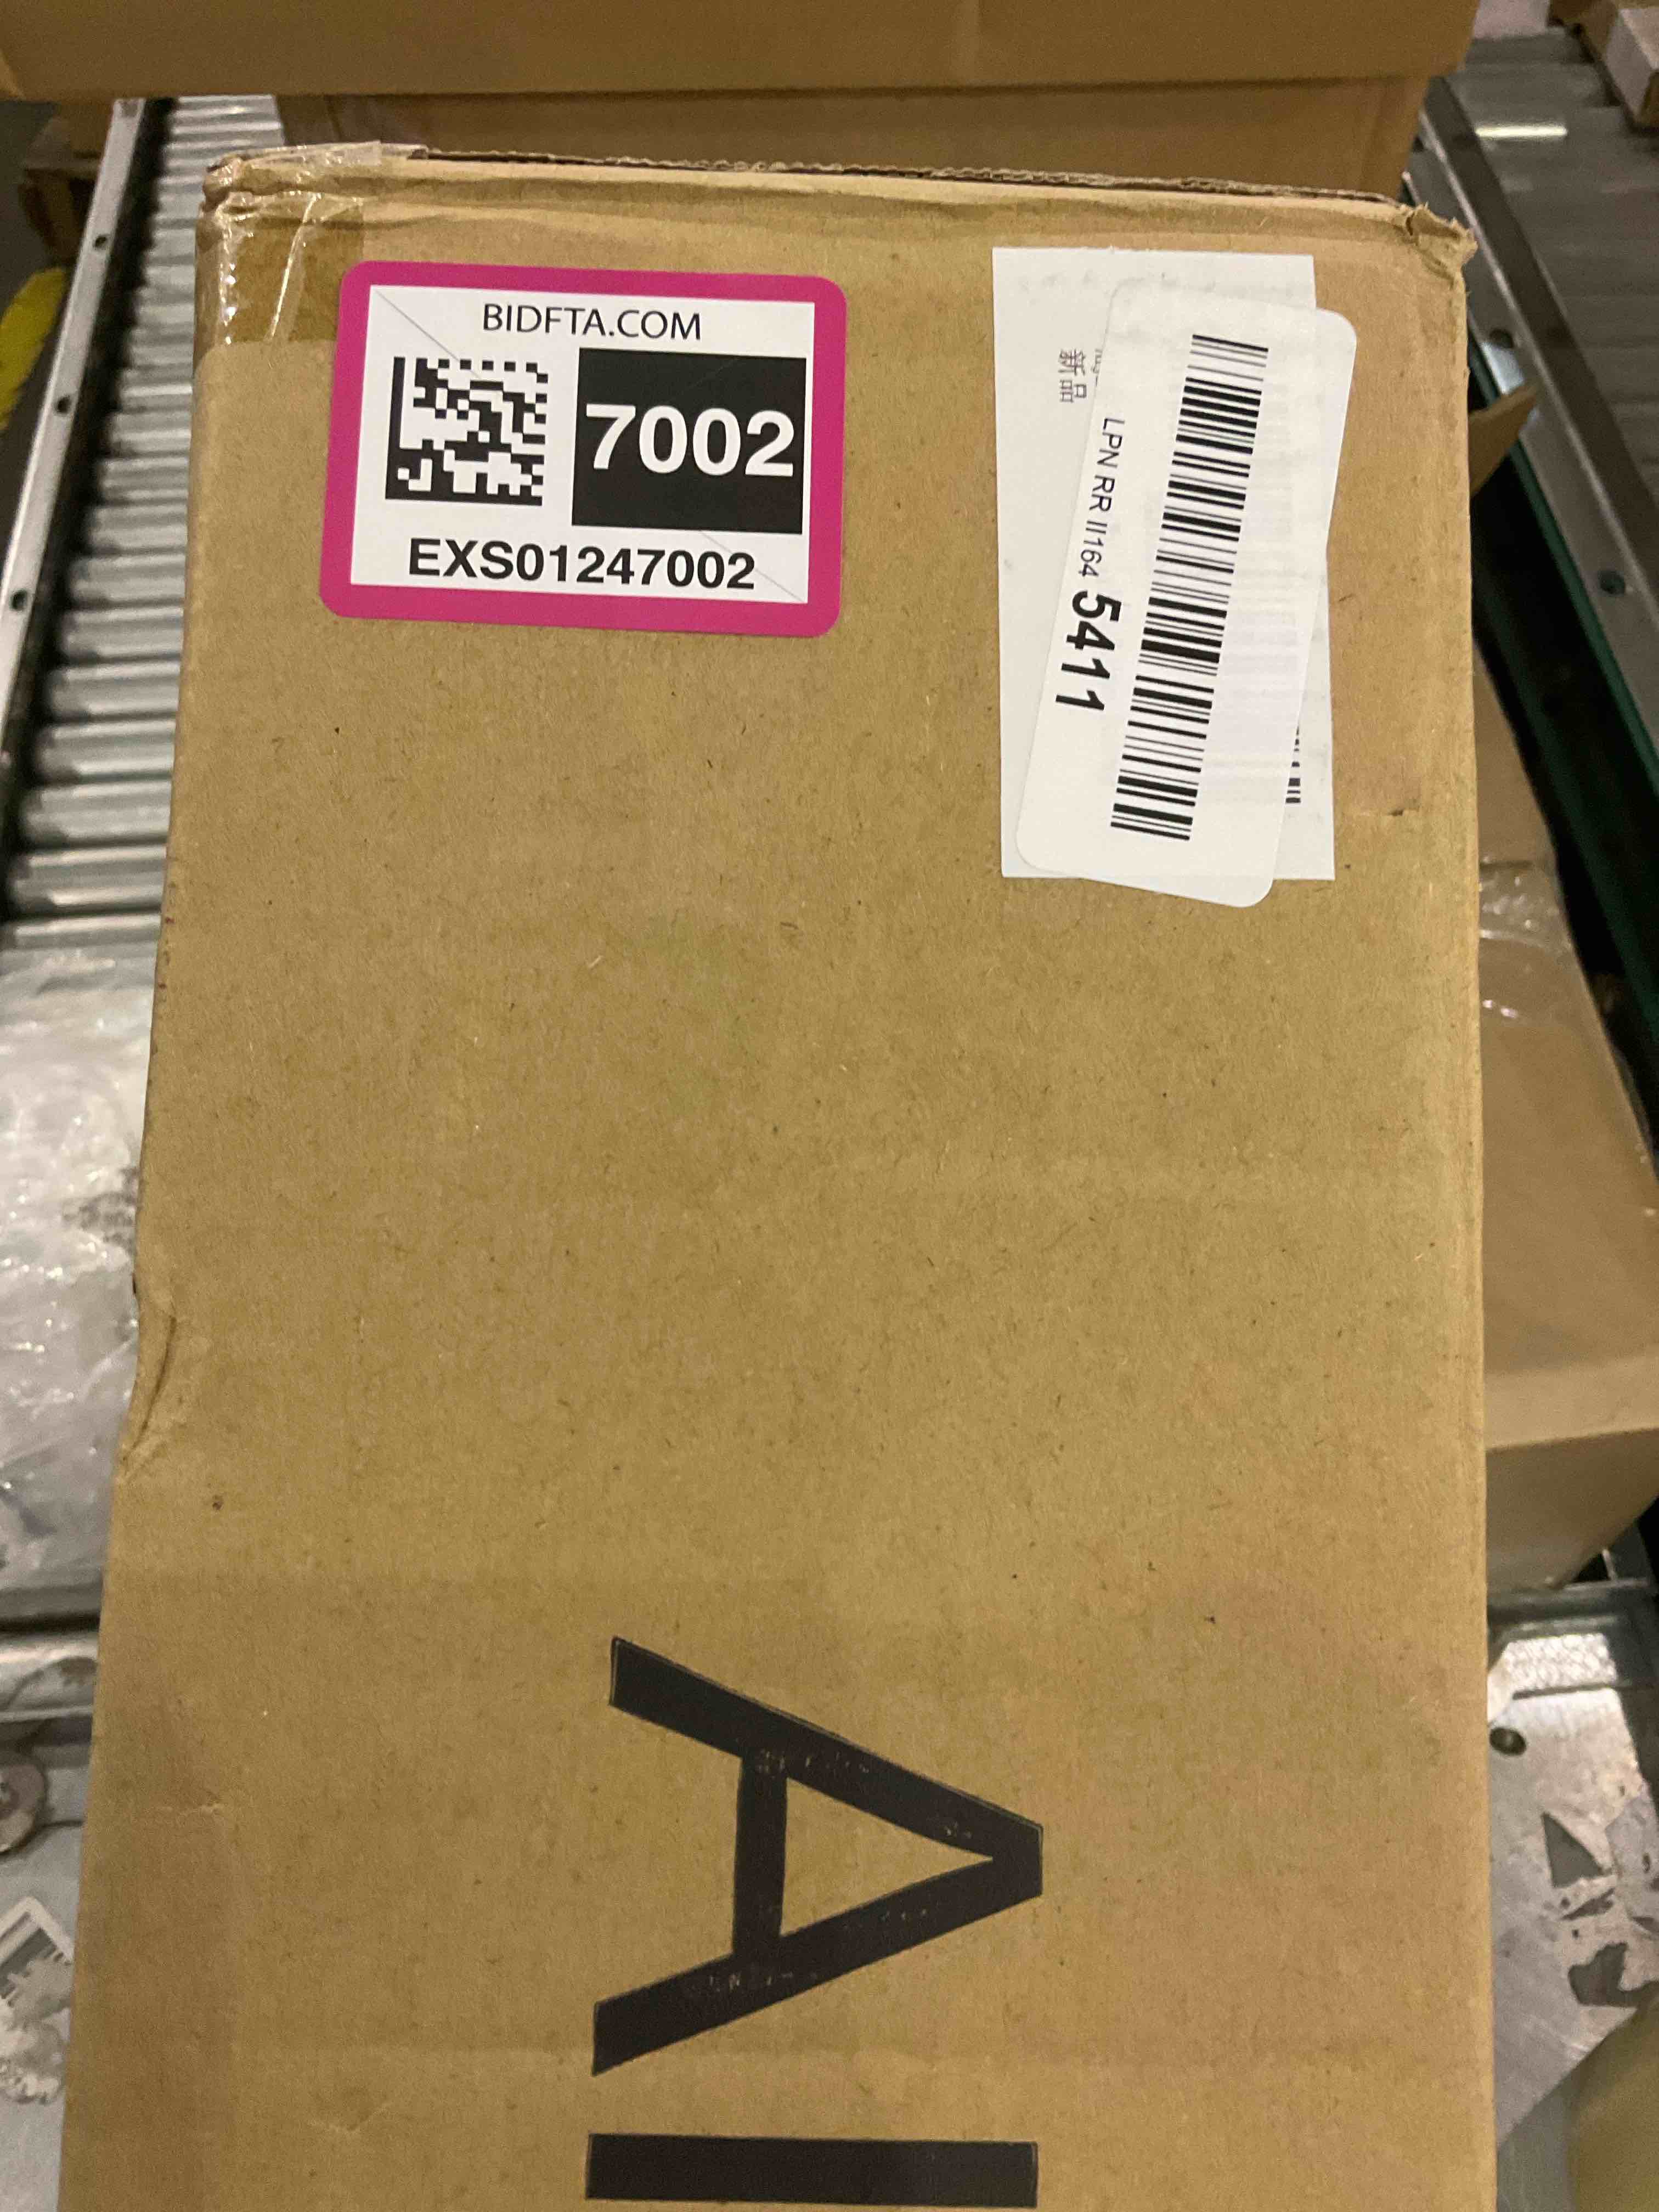 BIDFTA.COM
7002
EXS01247002
新品
LPN RR II164 5411
AI